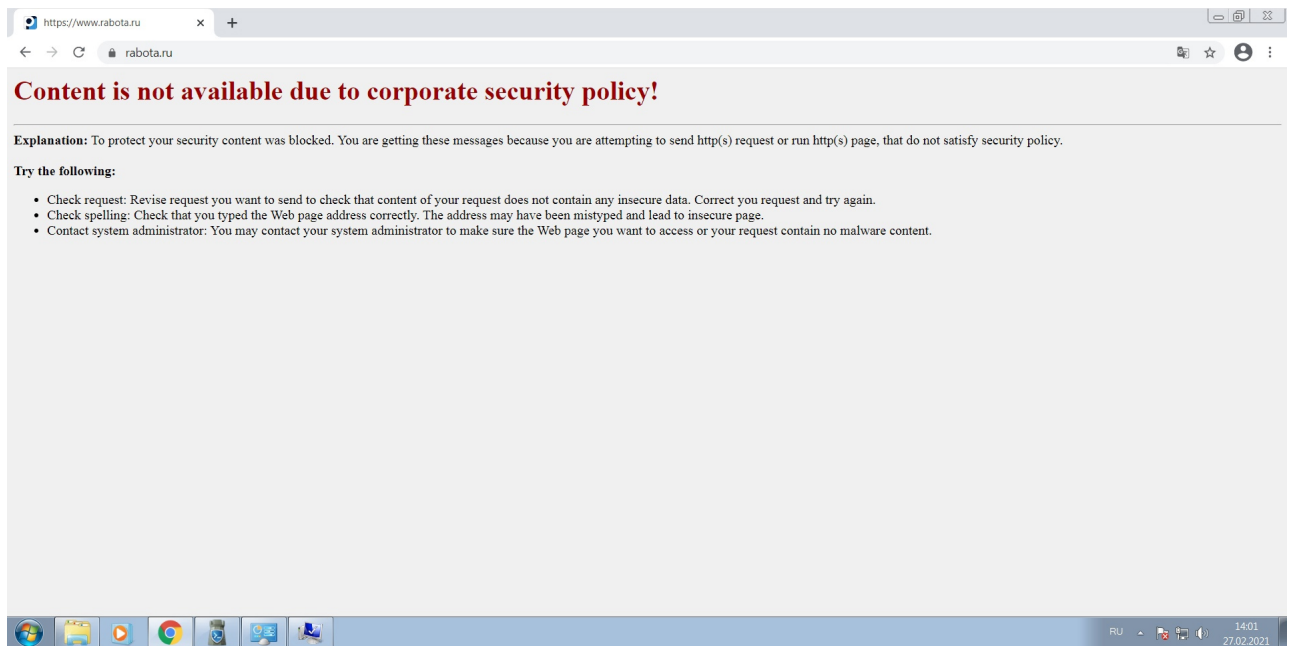 https://www.rabota.ru
rabota.ru
Content is not available due to corporate security policy!
Explanation: To protect your security content was blocked. You are getting these messages because you are attempting to send http(s) request or run http(s) page, that do not satisfy security policy.
Try the following:
• Check request: Revise request you want to send to check that content of your request does not contain any insecure data. Correct you request and try again.
• Check spelling: Check that you typed the Web page address correctly. The address may have been mistyped and lead to insecure page.
• Contact system administrator: You may contact your system administrator to make sure the Web page you want to access or your request contain no malware content.
RU
14:01
27.02.2021